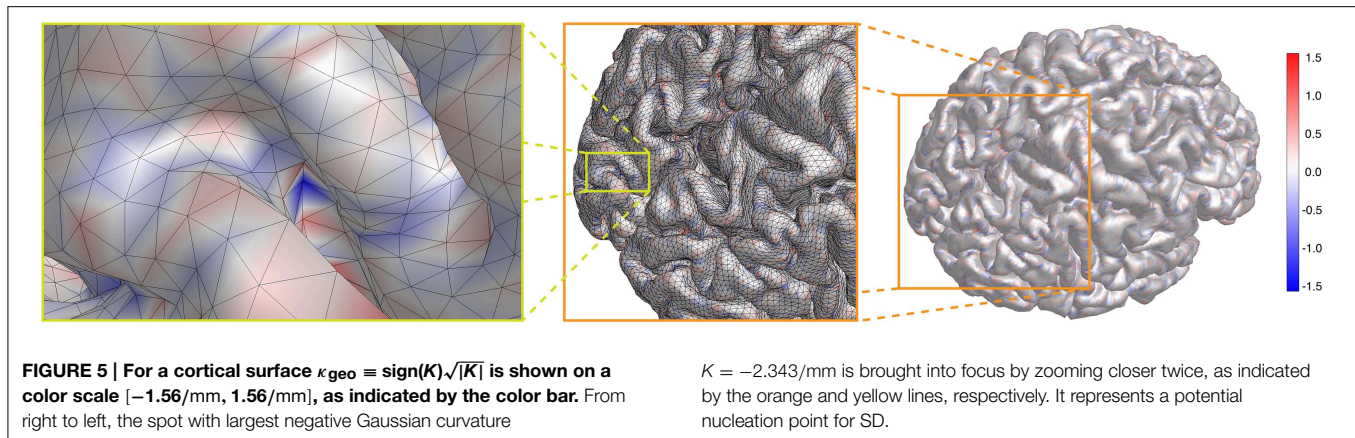 1.5
1.0
0.5
0.0
-0.5
-1.0
-1.5
FIGURE 5 | For a cortical surface κgeo ≡ sign(K)√|K| is shown on a
color scale [−1.56/mm, 1.56/mm], as indicated by the color bar. From
right to left, the spot with largest negative Gaussian curvature
K = −2.343/mm is brought into focus by zooming closer twice, as indicated
by the orange and yellow lines, respectively. It represents a potential
nucleation point for SD.